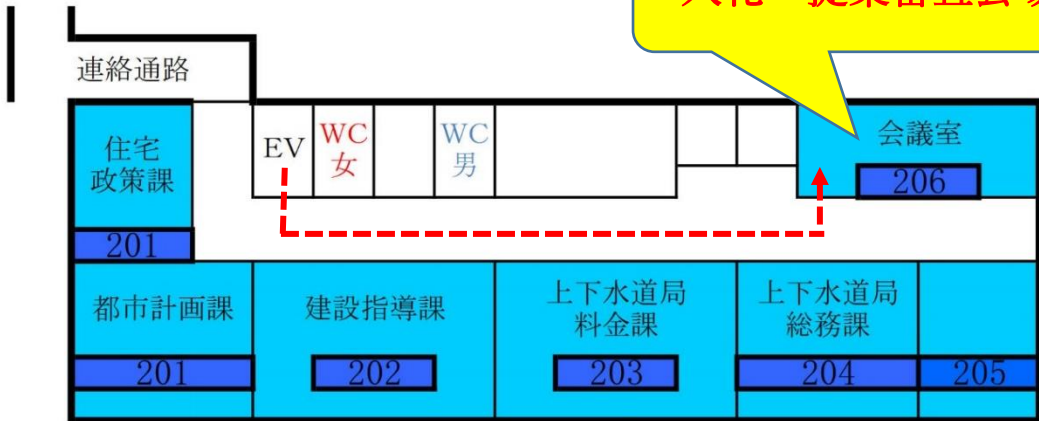 連絡通路
住宅
政策課
201
EV
WC
女
WC
男
会議室
206
都市計画課
201
建設指導課
202
上下水道局
料金課
203
上下水道局
総務課
204
205